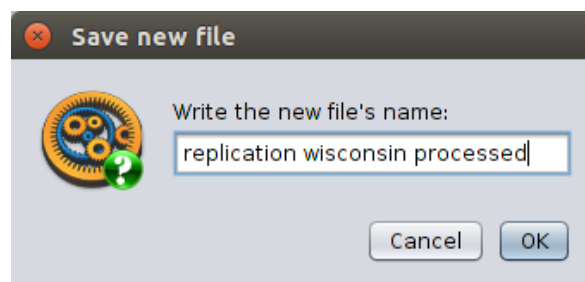 Save new file
Write the new file's name:
replication wisconsin processed
Cancel OK